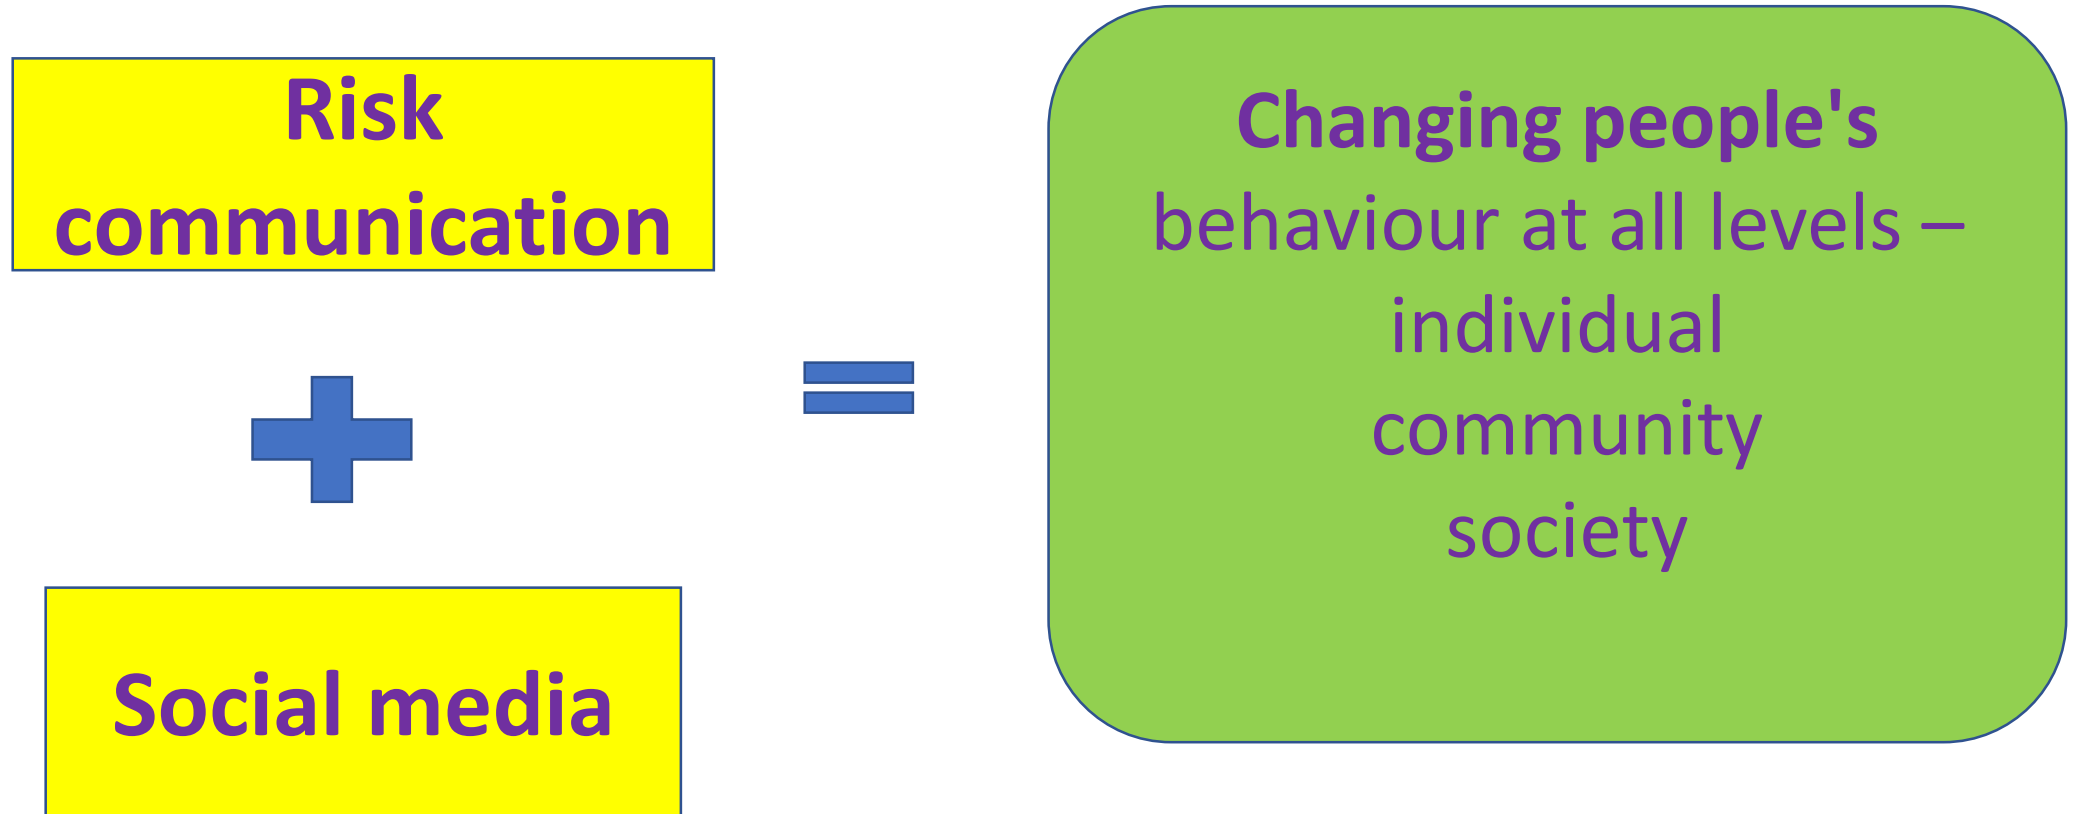 Risk
communication
Social media
Changing people's
behaviour at all levels –
individual
community
society